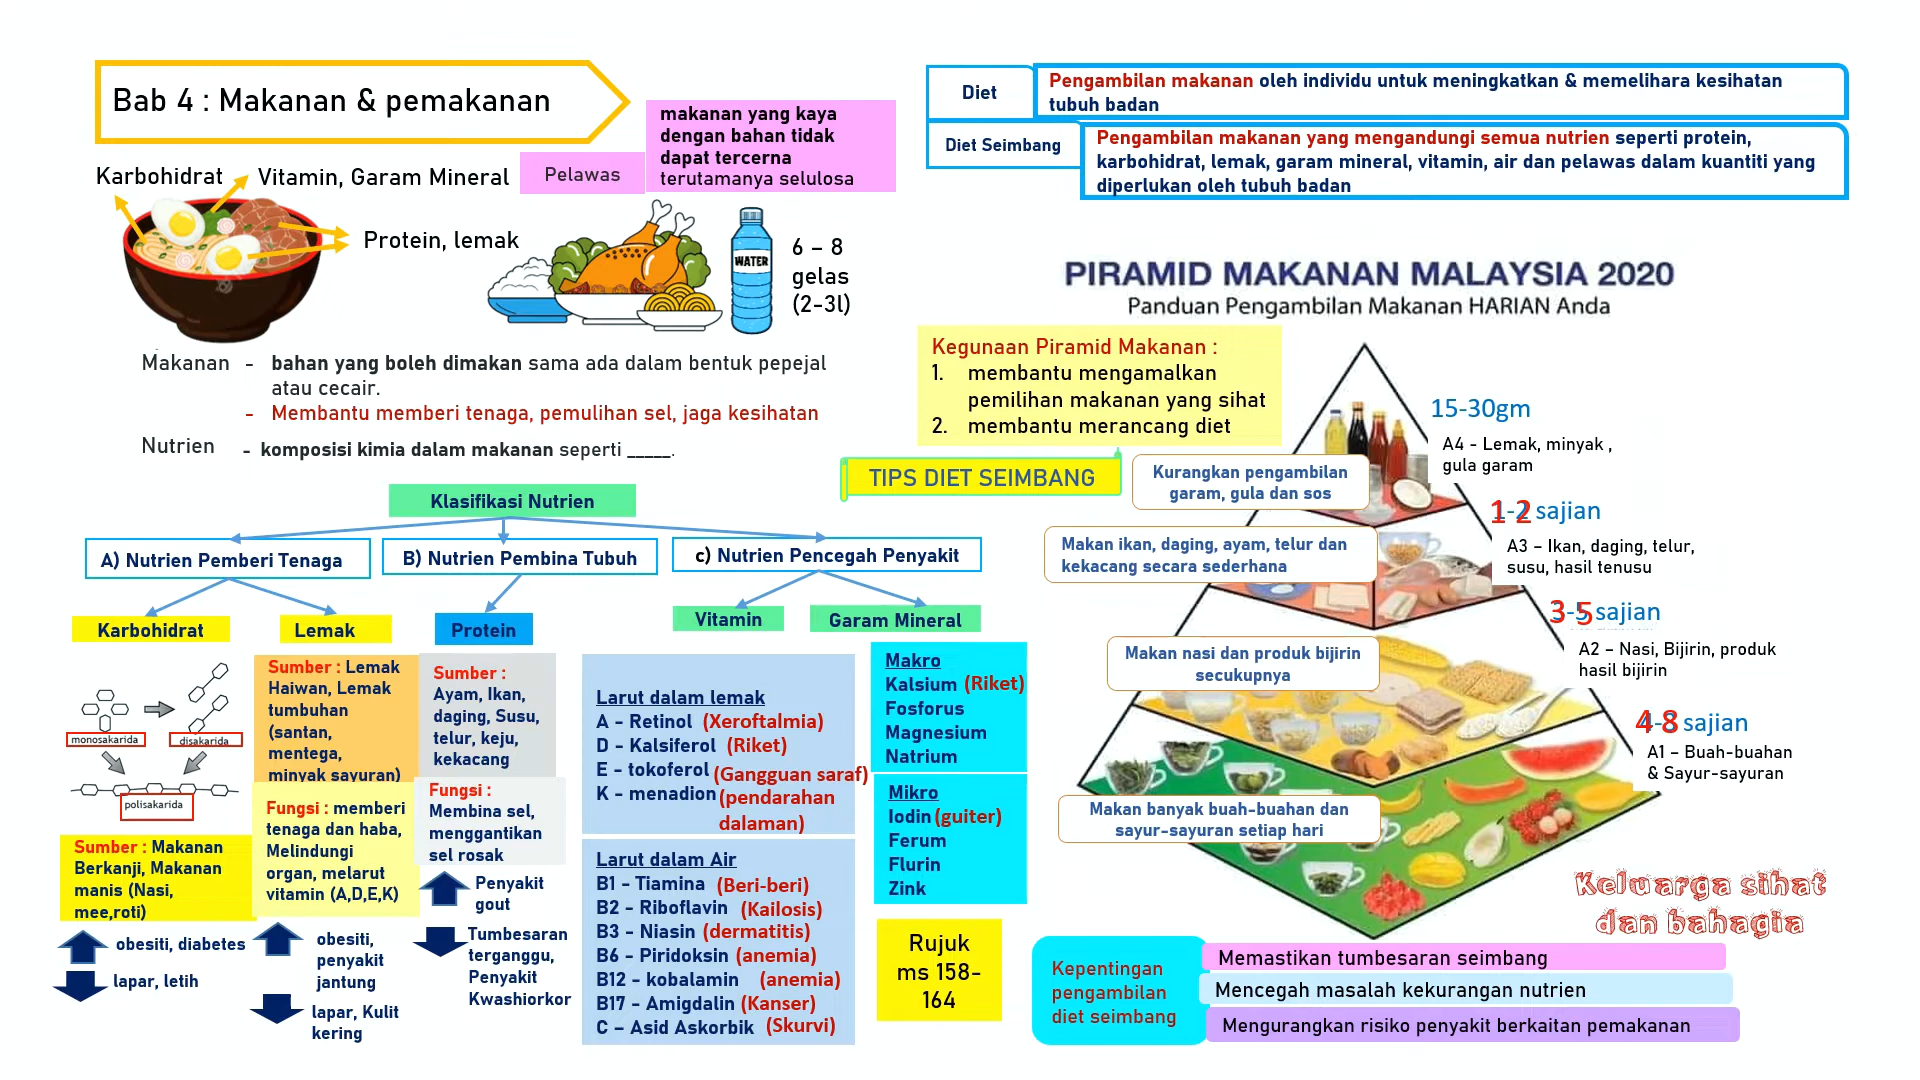 Bab 4 : Makanan & pemakanan
Karbohidrat
Vitamin, Garam Mineral
Protein, lemak
Pelawas
makanan yang kaya
dengan bahan tidak
dapat tercerna
terutamanya selulosa
WATER
6 – 8
gelas
(2-3l)
Makanan - bahan yang boleh dimakan sama ada dalam bentuk pepejal
atau cecair.
- Membantu memberi tenaga, pemulihan sel, jaga kesihatan
Nutrien - komposisi kimia dalam makanan seperti _____.
Klasifikasi Nutrien
A) Nutrien Pemberi Tenaga
B) Nutrien Pembina Tubuh
c) Nutrien Pencegah Penyakit
Karbohidrat
Lemak
Protein
Vitamin
Garam Mineral
monosakarida
disakarida
polisakarida
Sumber : Makanan
Berkanji, Makanan
manis (Nasi,
mee,roti)
obesiti, diabetes
lapar, letih
Sumber : Lemak
Haiwan, Lemak
tumbuhan
(santan,
mentega,
minyak sayuran)
Fungsi : memberi
tenaga dan haba,
Melindungi
organ, melarut
vitamin (A,D,E,K)
obesiti,
penyakit
jantung
lapar, Kulit
kering
Sumber :
Ayam, Ikan,
daging, Susu,
telur, keju,
kekacang
Fungsi :
Membina sel,
menggantikan
sel rosak
Penyakit
gout
Tumbesaran
terganggu,
Penyakit
Kwashiorkor
Larut dalam lemak
A – Retinol (Xeroftalmia)
D – Kalsiferol (Riket)
E – tokoferol (Gangguan saraf)
K – menadion (pendarahan
dalaman)
Larut dalam Air
B1 – Tiamina (Beri-beri)
B2 – Riboflavin (Kailosis)
B3 – Niasin (dermatitis)
B6 – Piridoksin (anemia)
B12 – kobalamin (anemia)
B17 – Amigdalin (Kanser)
C – Asid Askorbik (Skurvi)
Makro
Kalsium (Riket)
Fosforus
Magnesium
Natrium
Mikro
Iodin (guiter)
Ferum
Flurin
Zink
Rujuk
ms 158-
164
Diet
Pengambilan makanan oleh individu untuk meningkatkan & memelihara kesihatan
tubuh badan
Diet Seimbang
Pengambilan makanan yang mengandungi semua nutrien seperti protein,
karbohidrat, lemak, garam mineral, vitamin, air dan pelawas dalam kuantiti yang
diperlukan oleh tubuh badan
PIRAMID MAKANAN MALAYSIA 2020
Panduan Pengambilan Makanan HARIAN Anda
Kegunaan Piramid Makanan :
1. membantu mengamalkan
pemilihan makanan yang sihat
2. membantu merancang diet
TIPS DIET SEIMBANG
Kurangkan pengambilan
garam, gula dan sos
Makan ikan, daging, ayam, telur dan
kekacang secara sederhana
Makan nasi dan produk bijirin
secukupnya
Makan banyak buah-buahan dan
sayur-sayuran setiap hari
15-30gm
A4 - Lemak, minyak ,
gula garam
1-2 sajian
A3 – Ikan, daging, telur,
susu, hasil tenusu
3-5 sajian
A2 – Nasi, Bijirin, produk
hasil bijirin
4-8 sajian
A1 – Buah-buahan
& Sayur-sayuran
Keluarga sihat
dan bahagia
Kepentingan
pengambilan
diet seimbang
Memastikan tumbesaran seimbang
Mencegah masalah kekurangan nutrien
Mengurangkan risiko penyakit berkaitan pemakanan